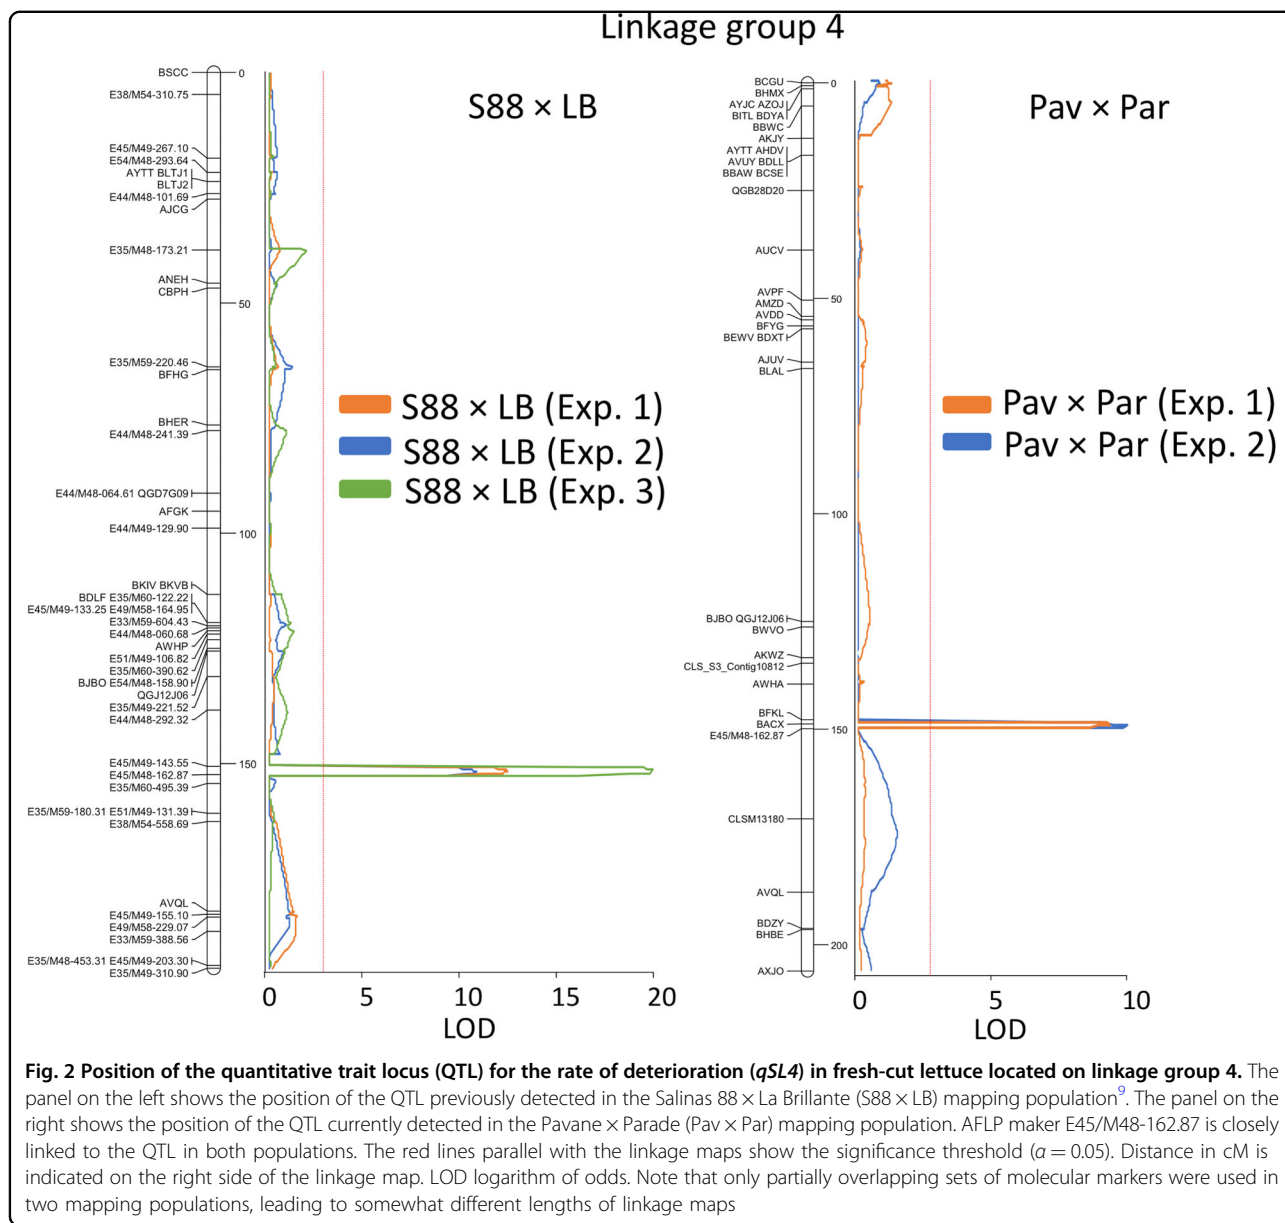 Linkage group 4
S88 × LB
BSCC
E38/M54-310.75
E45/M49-267.10
E54/M48-293.64
AYTT BLTJ1
BLTJ2
E44/M48-101.69
AJCG
E35/M48-173.21
ANEH
CBPH
E35/M59-220.46
BFHG
BHER
E44/M48-241.39
E44/M48-064.61 QGD7G09
AFGK
E44/M49-129.90
BKIV BKVB
BDLF E35/M60-122.22
E45/M49-133.25 E49/M58-164.95
E33/M59-604.43
E44/M48-060.68
AWHP
E51/M49-106.82
E35/M60-390.62
BJBO E54/M48-158.90
QGJ12J06
E35/M49-221.52
E44/M48-292.32
E45/M49-143.55
E45/M48-162.87
E35/M60-495.39
E35/M59-180.31 E51/M49-131.39
E38/M54-558.69
AVQL
E45/M49-155.10
E49/M58-229.07
E33/M59-388.56
E35/M48-453.31 E45/M49-203.30
E35/M49-310.90
0
50
100
150
S88 × LB (Exp. 1)
S88 × LB (Exp. 2)
S88 × LB (Exp. 3)
0 5 10 15 20
LOD
Pav × Par
BCGU
BHMX
AYJC AZOJ
BITL BDYA
BBWC
AKJY
AYTT AHDV
AVUY BDLL
BBAW BCSE
QGB28D20
AUCV
AVPF
AMZD
AVDD
BFYG
BEWV BDXT
AJUV
BLAL
BJBO QGJ12J06
BWVO
AKWZ
CLS_S3_Contig10812
AWHA
BFKL
BACX
E45/M48-162.87
CLSM13180
AVQL
BDZY
BHBE
AXJO
0
50
100
150
200
Pav × Par (Exp. 1)
Pav × Par (Exp. 2)
0 5 10
LOD
Fig. 2 Position of the quantitative trait locus (QTL) for the rate of deterioration (qSL4) in fresh-cut lettuce located on linkage group 4. The
panel on the left shows the position of the QTL previously detected in the Salinas 88 × La Brillante (S88 × LB) mapping population⁹. The panel on the
right shows the position of the QTL currently detected in the Pavane × Parade (Pav × Par) mapping population. AFLP maker E45/M48-162.87 is closely
linked to the QTL in both populations. The red lines parallel with the linkage maps show the significance threshold (α = 0.05). Distance in cM is
indicated on the right side of the linkage map. LOD logarithm of odds. Note that only partially overlapping sets of molecular markers were used in
two mapping populations, leading to somewhat different lengths of linkage maps